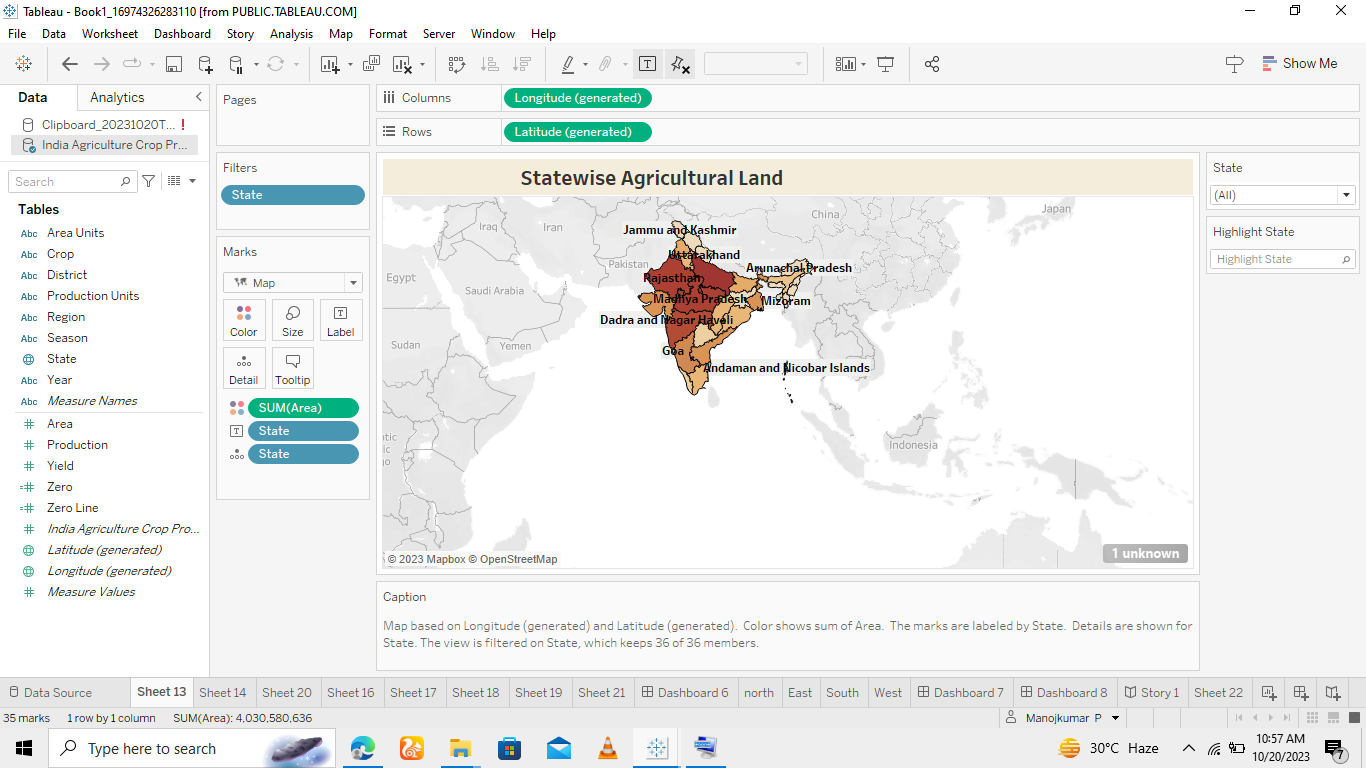 Tableau - Book1_16974326283110 [from PUBLIC.TABLEAU.COM]
File Data Worksheet Dashboard Story Analysis Map Format Server Window Help
Show Me
Data Analytics
Clipboard_20231020T... !
India Agriculture Crop Pr...
Search
Tables
Abc Area Units
Abc Crop
Abc District
Abc Production Units
Abc Region
Abc Season
State
Abc Year
Abc Measure Names
# Area
# Production
# Yield
=# Zero
=# Zero Line
# India Agriculture Crop Pro...
Latitude (generated)
Longitude (generated)
# Measure Values
Pages
Filters
State
Marks
Map
Color Size Label
Detail Tooltip
SUM(Area)
State
State
Columns Longitude (generated)
Rows Latitude (generated)
Statewise Agricultural Land
Japan
China
Iraq
Iran
Jammu and Kashmir
Uttarakhand
Pakistan
Arunachal Pradesh
Egypt
Rajasthan
Saudi Arabia
Madhya Pradesh
Mizoram
Dadra and Nagar Haveli
Sudan
Yemen
Goa
Andaman and Nicobar Islands
Indonesia
© 2023 Mapbox © OpenStreetMap
1 unknown
State
(All)
Highlight State
Highlight State
Caption
Map based on Longitude (generated) and Latitude (generated). Color shows sum of Area. The marks are labeled by State. Details are shown for
State. The view is filtered on State, which keeps 36 of 36 members.
Data Source Sheet 13 Sheet 14 Sheet 20 Sheet 16 Sheet 17 Sheet 18 Sheet 19 Sheet 21 Dashboard 6 north East South West Dashboard 7 Dashboard 8 Story 1 Sheet 22
35 marks 1 row by 1 column SUM(Area): 4,030,580,636 Manojkumar P
Type here to search
30°C Haze
10:57 AM
10/20/2023
7